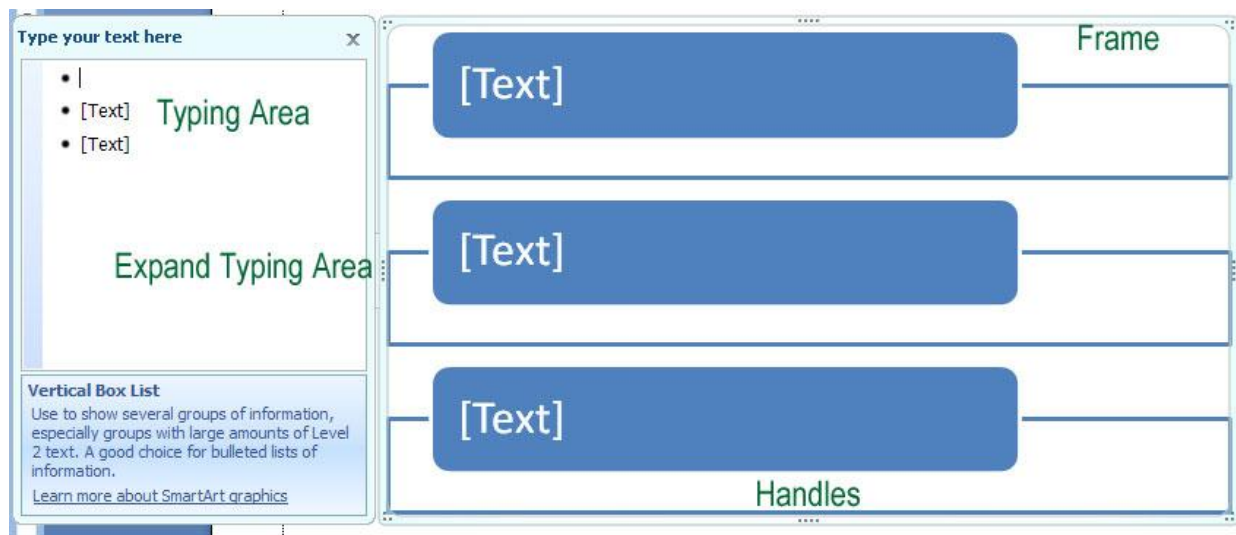 Type your text here
x
• 
• [Text]
• [Text]
Typing Area
Expand Typing Area
Vertical Box List
Use to show several groups of information,
especially groups with large amounts of Level
2 text. A good choice for bulleted lists of
information.
Learn more about SmartArt graphics
Frame
[Text]
[Text]
[Text]
Handles